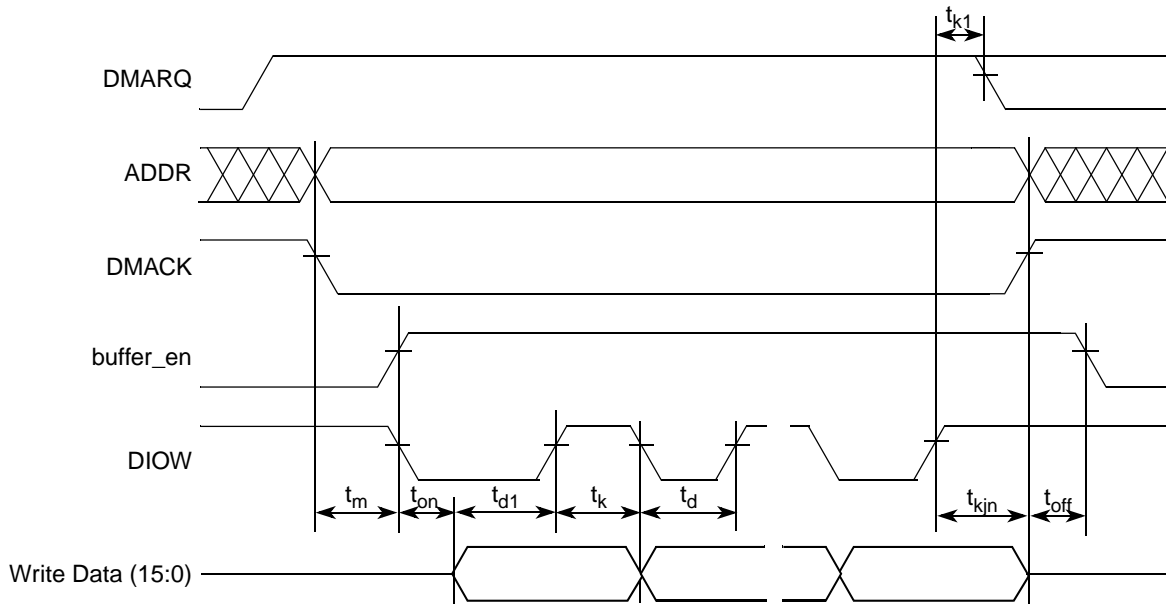 t_k1
DMARQ
ADDR
DMACK
buffer_en
DIOW
t_m t_on t_d1 t_k t_d t_kjn t_off
Write Data (15:0)